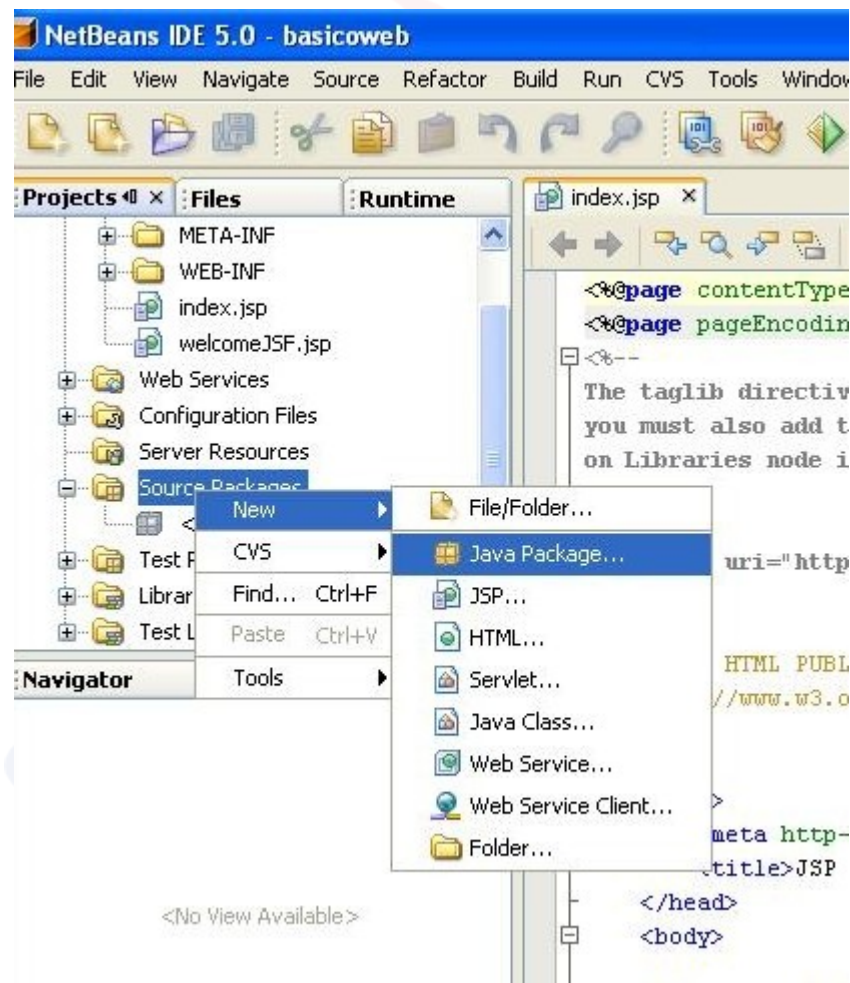 NetBeans IDE 5.0 - basicoweb
File Edit View Navigate Source Refactor Build Run CVS Tools Window
Projects Files Runtime
META-INF
WEB-INF
index.jsp
welcomeJSF.jsp
Web Services
Configuration Files
Server Resources
Source Packages
Test
Test
New
CVS
Find... Ctrl+F
Paste Ctrl+V
Tools
File/Folder...
Java Package...
JSP...
HTML...
Servlet...
Java Class...
Web Service...
Web Service Client...
Folder...
Navigator
<No View Available>
index.jsp
<%@page contentType
<%@page
<%--
The taglib
you must also add
on Libraries node
uri="http
HTML
//www.w3.o
>
meta http-
title>JSP
</head>
<body>